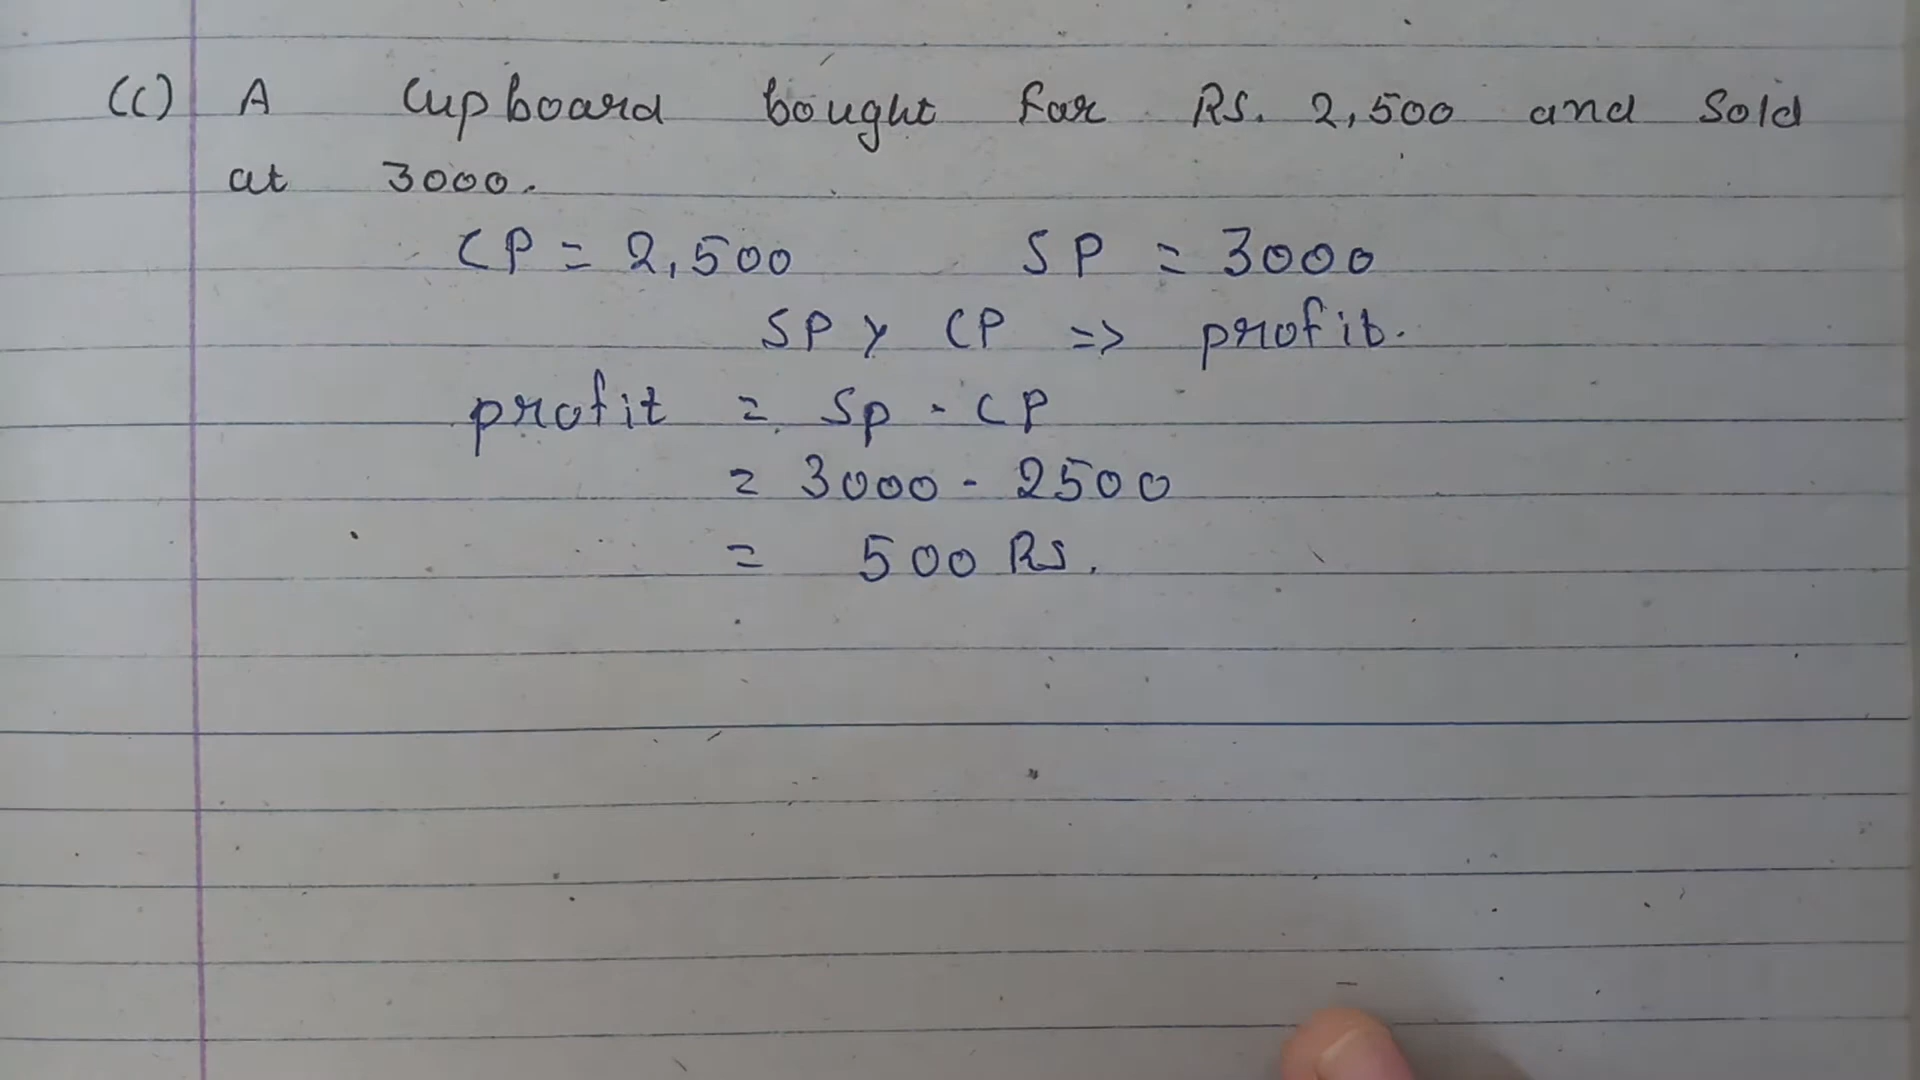 (C) A Cupboard bought for RS. 2,500 and Sold
at 3000.
CP = 2,500 SP = 3000
SP > CP => profit.
profit = Sp - CP
= 3000 - 2500
= 500 Rs.